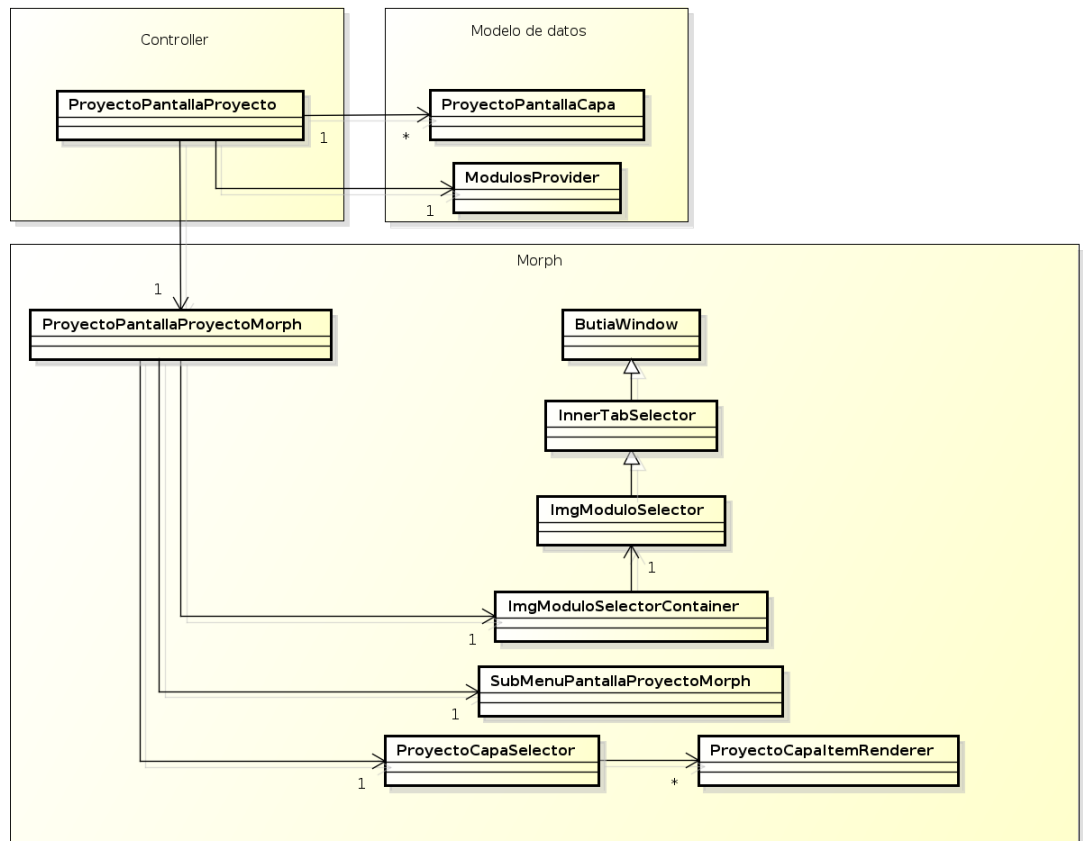 Controller
Modelo de datos
ProyectoPantallaProyecto
ProyectoPantallaCapa
1
*
ModulosProvider
1
Morph
1
ProyectoPantallaProyectoMorph
ButiaWindow
InnerTabSelector
ImgModuloSelector
1
ImgModuloSelectorContainer
1
SubMenuPantallaProyectoMorph
1
ProyectoCapaSelector
ProyectoCapaItemRenderer
1
*